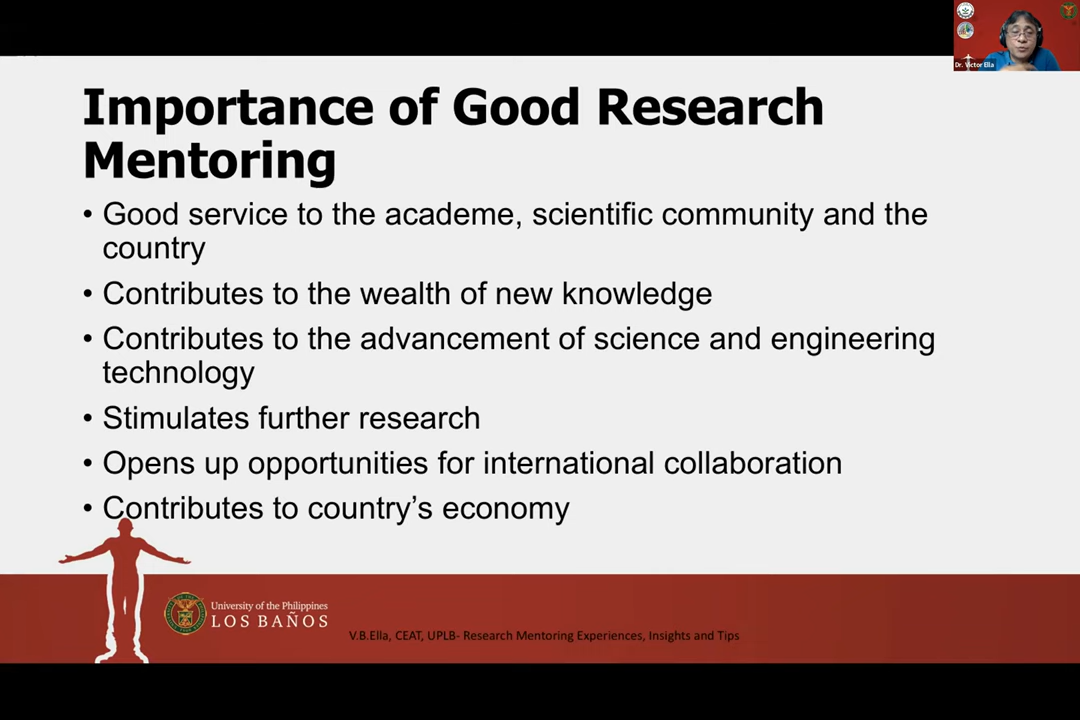 Dr. Victor Ella
Importance of Good Research
Mentoring
• Good service to the academe, scientific community and the
country
• Contributes to the wealth of new knowledge
• Contributes to the advancement of science and engineering
technology
• Stimulates further research
• Opens up opportunities for international collaboration
• Contributes to country’s economy
University of the Philippines
LOS BAÑOS
V.B.Ella, CEAT, UPLB- Research Mentoring Experiences, Insights and Tips